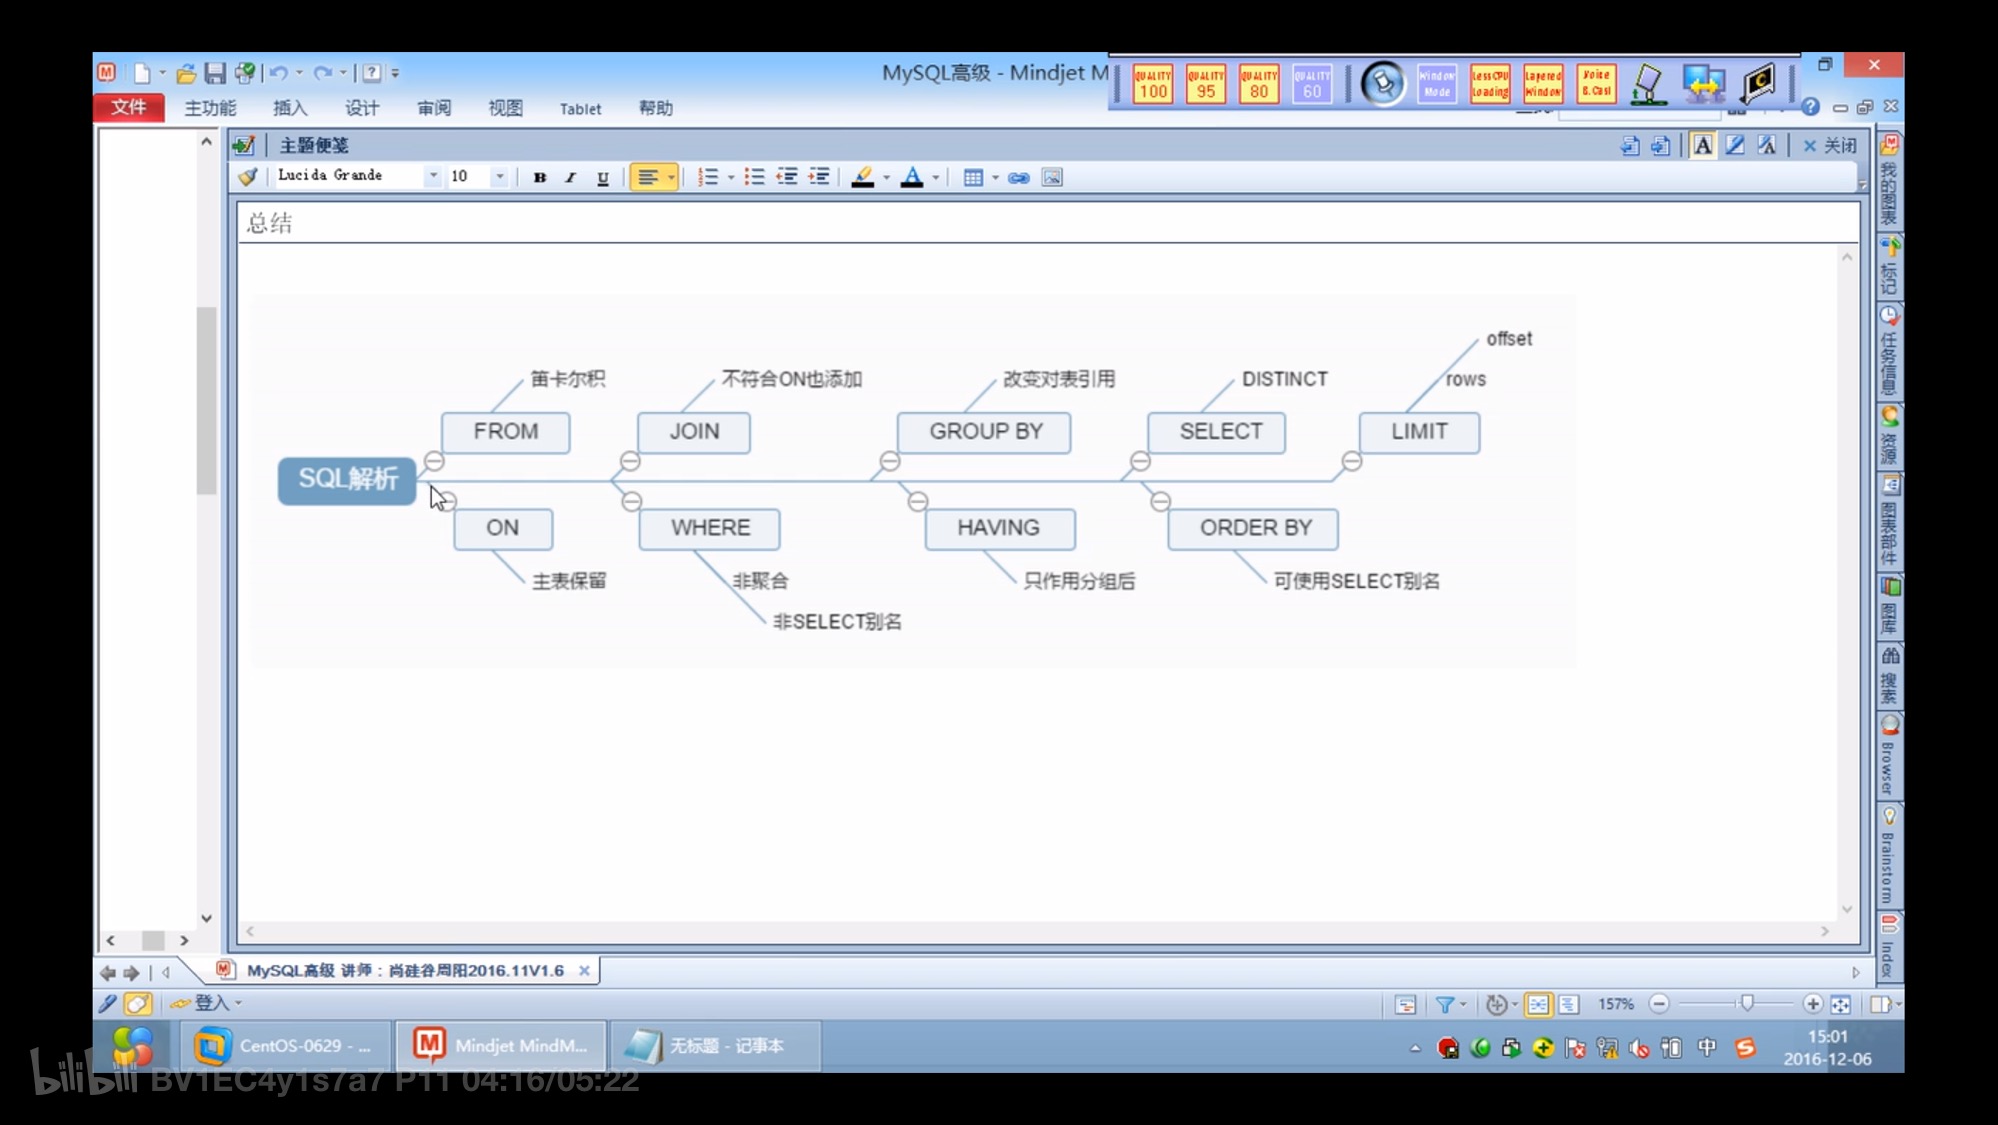 MySQL高级 - Mindjet M
QUALITY 100
QUALITY 95
QUALITY 80
QUALITY 60
Window Mode
LessCPU Loading
Layered Window
Voice B.Cast
文件 主功能 插入 设计 审阅 视图 Tablet 帮助
主题便笺
关闭
Lucida Grande 10 B I U
总结
offset
笛卡尔积 不符合ON也添加 改变对表引用 DISTINCT rows
FROM JOIN GROUP BY SELECT LIMIT
SQL解析
ON WHERE HAVING ORDER BY
主表保留 非聚合 只作用分组后 可使用SELECT别名
非SELECT别名
我的图表
标记
任务信息
资源
图表部件
图库
搜索
Browser
Brainstorm
Index
MySQL高级 讲师：尚硅谷周阳2016.11V1.6
登入
157%
CentOS-0629 - ...
Mindjet MindM...
无标题 - 记事本
中
15:01
2016-12-06
bilibili BV1EC4y1s7a7 P11 04:16/05:22